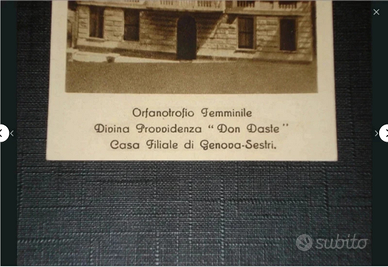 Orfanotrofio Femminile
Divina Provvidenza “Don Daste”
Casa Filiale di Genova-Sestri.
subito